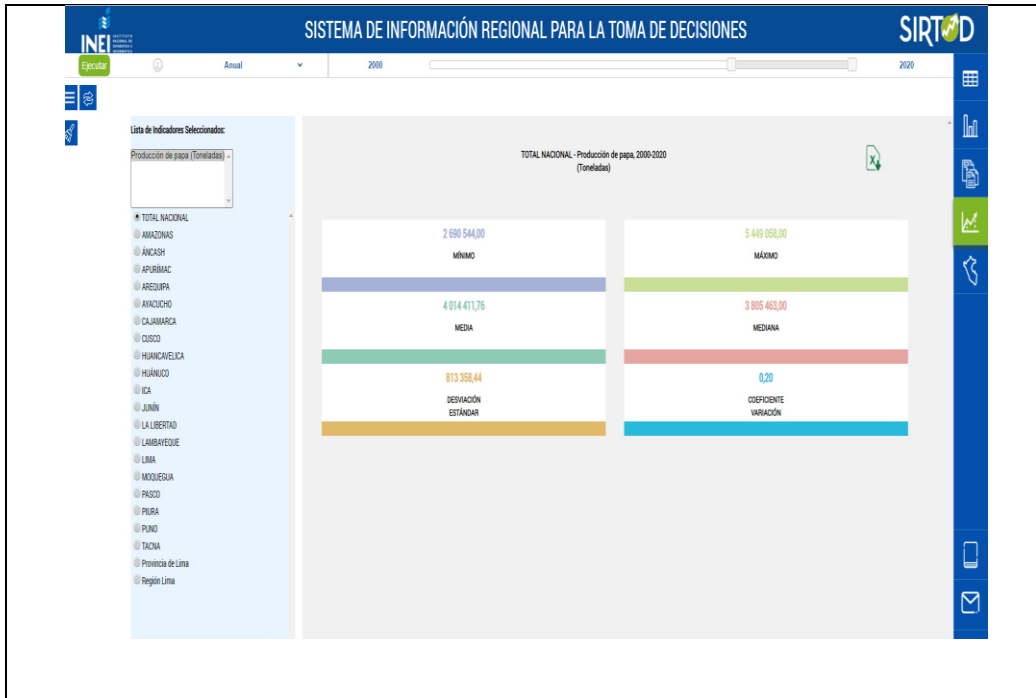 INEI
SISTEMA DE INFORMACIÓN REGIONAL PARA LA TOMA DE DECISIONES
SIRTOD
Ejecutar
Anual
2000
2020
Lista de Indicadores Seleccionados:
Producción de papa (Toneladas)
TOTAL NACIONAL
AMAZONAS
ÁNCASH
APURÍMAC
AREQUIPA
AYACUCHO
CAJAMARCA
CUSCO
HUANCAVELICA
HUÁNUCO
ICA
JUNÍN
LA LIBERTAD
LAMBAYEQUE
LIMA
MOQUEGUA
PASCO
PIURA
PUNO
TACNA
Provincia de Lima
Región Lima
TOTAL NACIONAL - Producción de papa, 2000-2020
(Toneladas)
2 690 544,00
MÍNIMO
5 449 058,00
MÁXIMO
4 014 411,76
MEDIA
3 805 463,00
MEDIANA
813 358,44
DESVIACIÓN
ESTÁNDAR
0,20
COEFICIENTE
VARIACIÓN